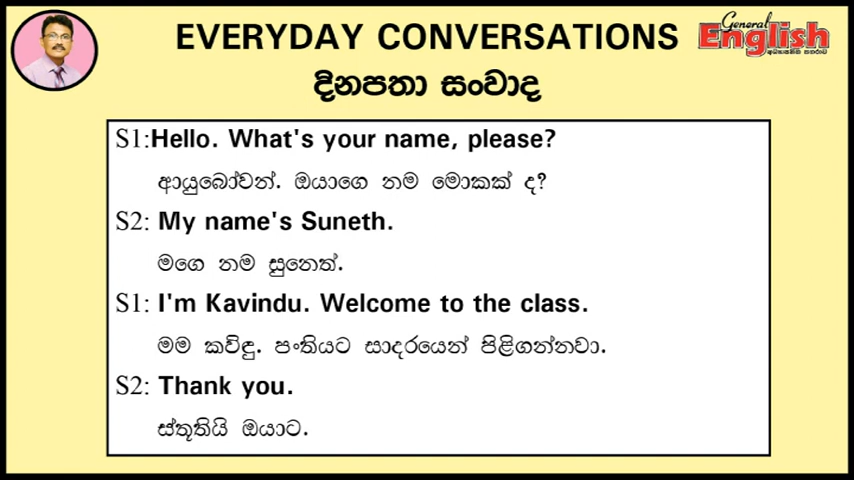 EVERYDAY CONVERSATIONS
General
English
දිනපතා සංවාද
S1:Hello. What's your name, please?
ආයුබෝවන්. ඔයාගෙ නම මොකක් ද?
S2: My name's Suneth.
මගෙ නම සුනෙත්.
S1: I'm Kavindu. Welcome to the class.
මම කවිඳු. පංතියට සාදරයෙන් පිළිගන්නවා.
S2: Thank you.
ස්තූතියි ඔයාට.